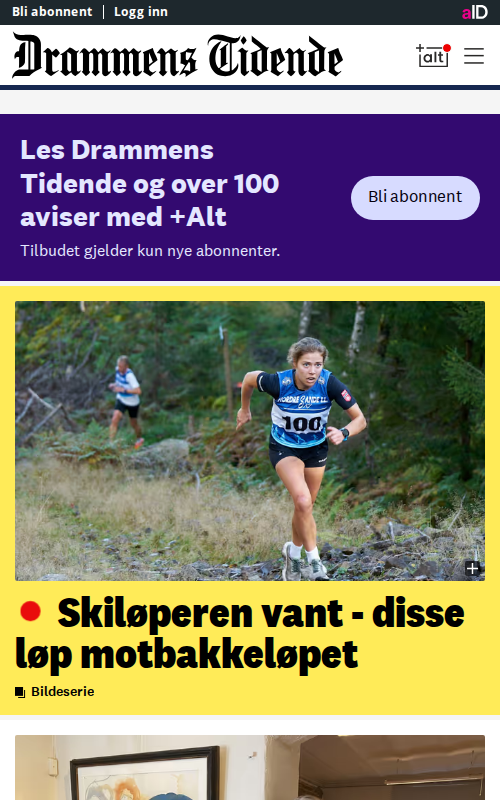 Bli abonnent | Logg inn
aID
Drammens Tidende
+alt
Les Drammens
Tidende og over 100
aviser med +Alt
Tilbudet gjelder kun nye abonnenter.
Bli abonnent
100
Skiløperen vant - disse
løp motbakkeløpet
Bildeserie